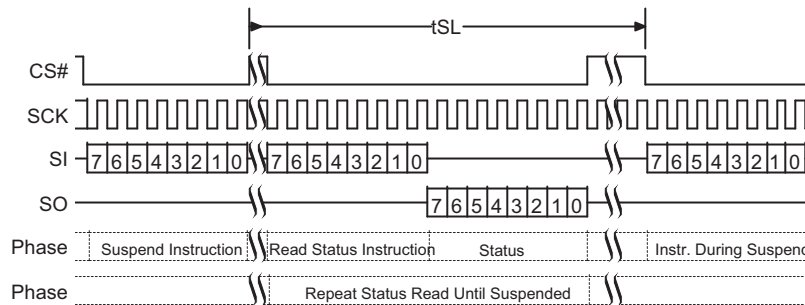 tSL
CS#
SCK
SI 7 6 5 4 3 2 1 0 7 6 5 4 3 2 1 0 7 6 5 4 3 2 1 0
SO 7 6 5 4 3 2 1 0
Phase Suspend Instruction Read Status Instruction Status Instr. During Suspend
Phase Repeat Status Read Until Suspended